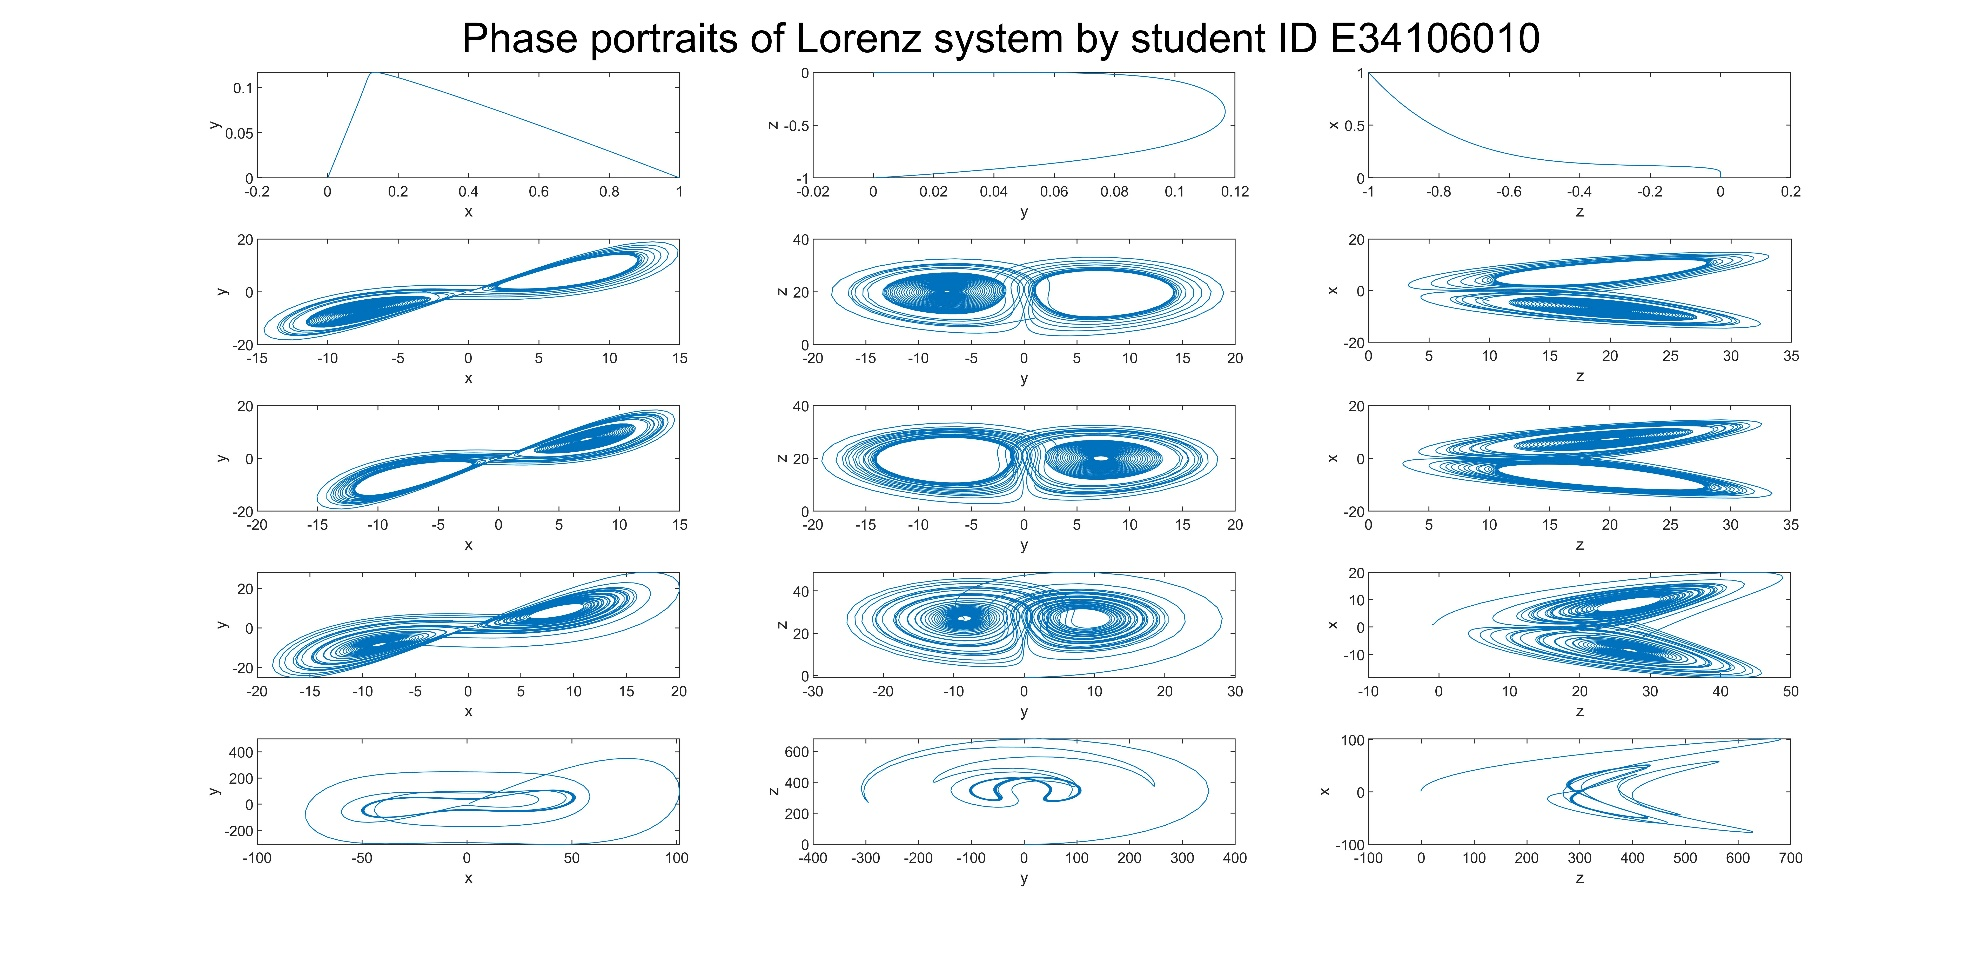 Phase portraits of Lorenz system by student ID E34106010
0.1
0.05
0
y
-0.2 0 0.2 0.4 0.6 0.8 1
x
0
-0.5
-1
z
-0.02 0 0.02 0.04 0.06 0.08 0.1 0.12
y
1
0.5
0
x
-1 -0.8 -0.6 -0.4 -0.2 0 0.2
z
20
0
-20
y
-15 -10 -5 0 5 10 15
x
40
20
0
z
-20 -15 -10 -5 0 5 10 15 20
y
20
0
-20
x
0 5 10 15 20 25 30 35
z
20
0
-20
y
-20 -15 -10 -5 0 5 10 15
x
40
20
0
z
-20 -15 -10 -5 0 5 10 15 20
y
20
0
-20
x
0 5 10 15 20 25 30 35
z
20
0
-20
y
-20 -15 -10 -5 0 5 10 15 20
x
40
20
0
z
-30 -20 -10 0 10 20 30
y
20
10
0
-10
x
-10 0 10 20 30 40 50
z
400
200
0
-200
y
-100 -50 0 50 100
x
600
400
200
0
z
-400 -300 -200 -100 0 100 200 300 400
y
100
0
-100
x
-100 0 100 200 300 400 500 600 700
z